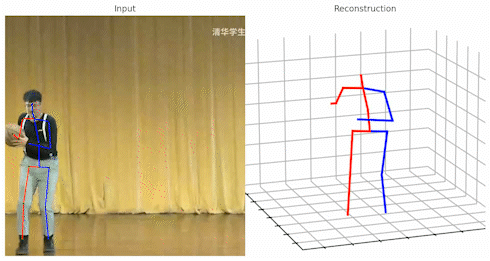 Input
Reconstruction
清华学生